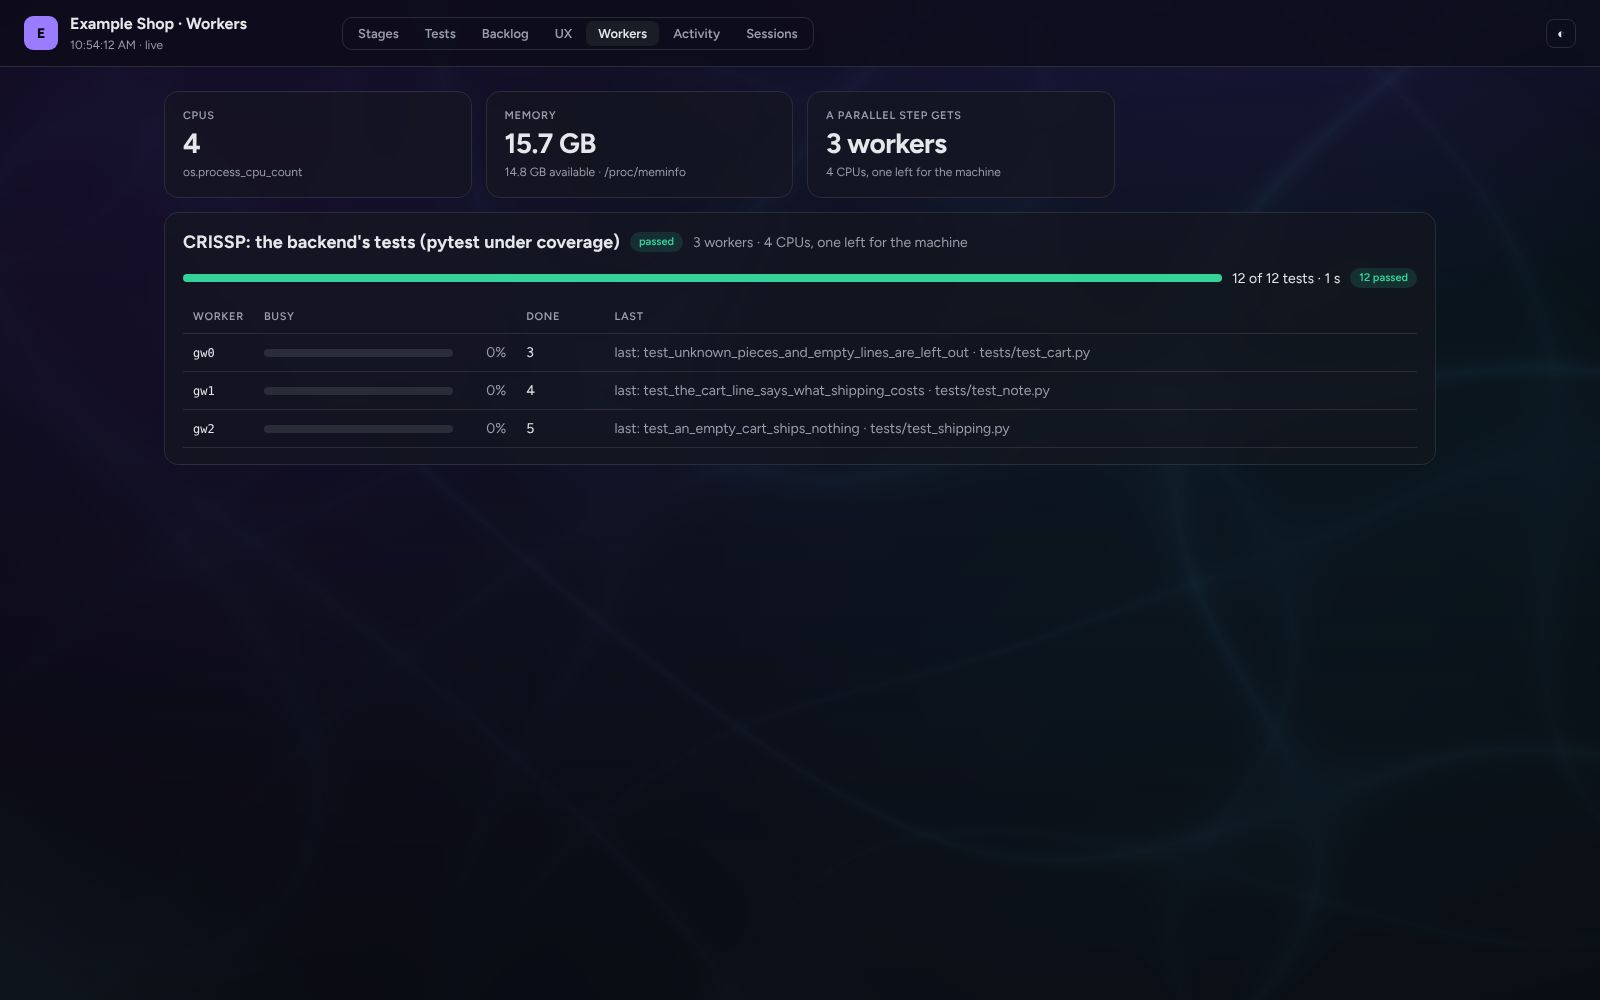 E
Example Shop · Workers
10:54:12 AM · live
Stages Tests Backlog UX Workers Activity Sessions
CPUS
4
os.process_cpu_count
MEMORY
15.7 GB
14.8 GB available · /proc/meminfo
A PARALLEL STEP GETS
3 workers
4 CPUs, one left for the machine
CRISSP: the backend's tests (pytest under coverage) passed 3 workers · 4 CPUs, one left for the machine
12 of 12 tests · 1 s 12 passed
WORKER BUSY DONE LAST
gw0 0% 3 last: test_unknown_pieces_and_empty_lines_are_left_out · tests/test_cart.py
gw1 0% 4 last: test_the_cart_line_says_what_shipping_costs · tests/test_note.py
gw2 0% 5 last: test_an_empty_cart_ships_nothing · tests/test_shipping.py